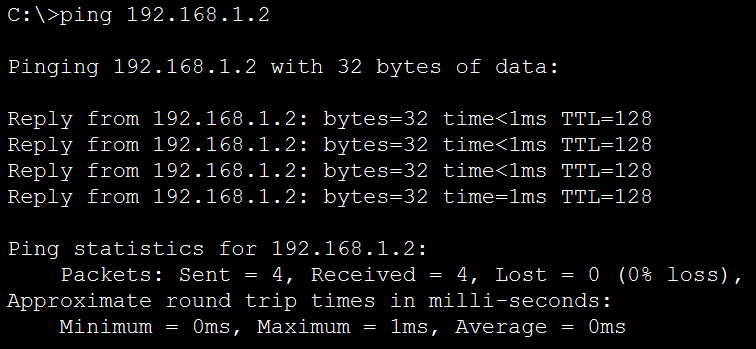 C:\>ping 192.168.1.2
Pinging 192.168.1.2 with 32 bytes of data:
Reply from 192.168.1.2: bytes=32 time<1ms TTL=128
Reply from 192.168.1.2: bytes=32 time<1ms TTL=128
Reply from 192.168.1.2: bytes=32 time<1ms TTL=128
Reply from 192.168.1.2: bytes=32 time=1ms TTL=128
Ping statistics for 192.168.1.2:
    Packets: Sent = 4, Received = 4, Lost = 0 (0% loss),
Approximate round trip times in milli-seconds:
    Minimum = 0ms, Maximum = 1ms, Average = 0ms